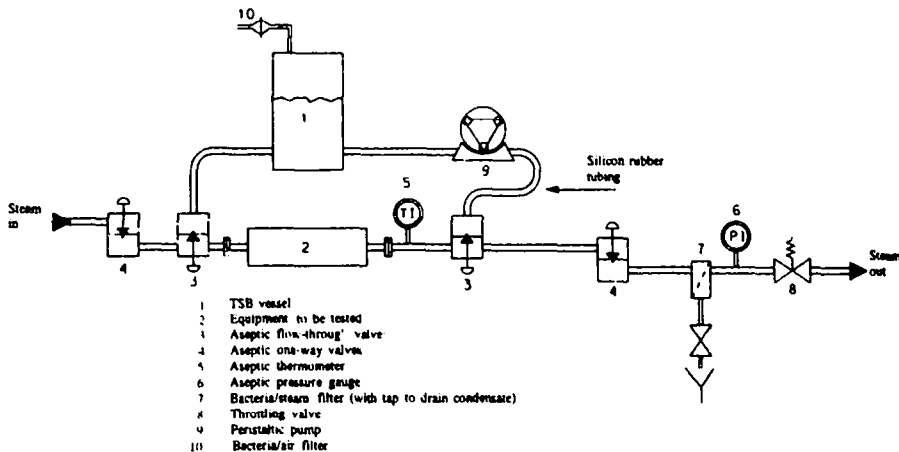 10
1
9
Silicon rubber
tubing
5
TI
6
PI
7
Steam
in
Steam
out
4
3
2
3
4
8
1 TSB vessel
2 Equipment to be tested
3 Aseptic flow-throug' valve
4 Aseptic one-way valves
5 Aseptic thermometer
6 Aseptic pressure gauge
7 Bacteria/steam filter (with tap to drain condensate)
8 Throttling valve
9 Peristaltic pump
10 Bacteria/air filter